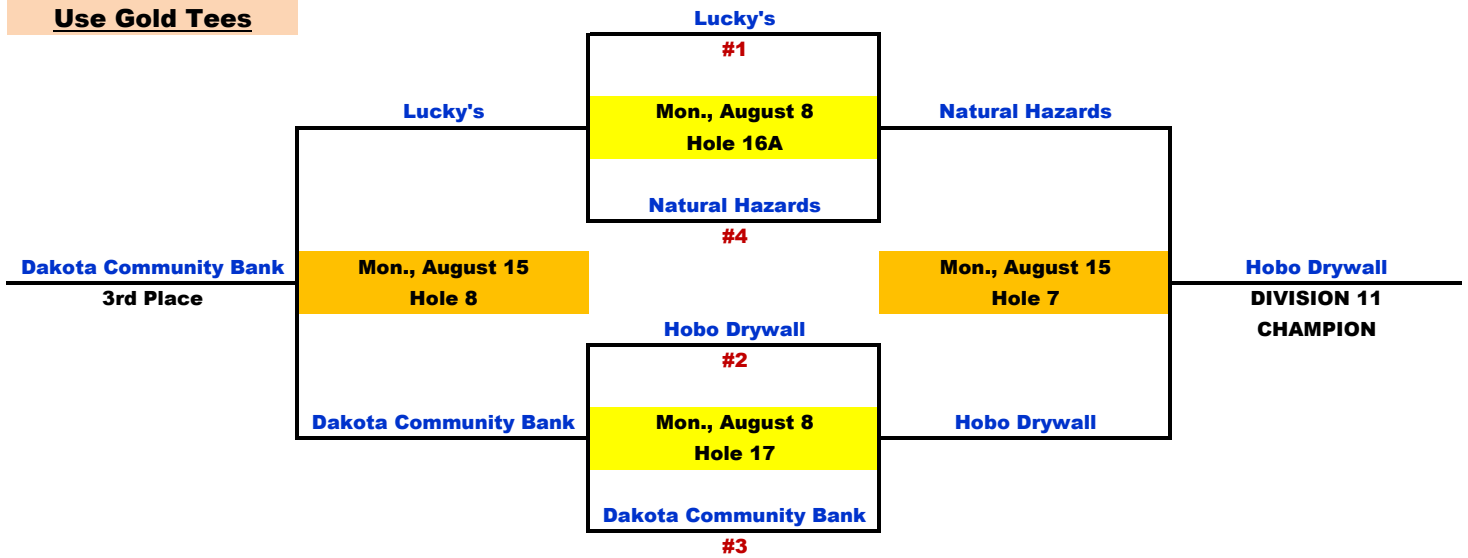 Use Gold Tees
Lucky's
#1
Lucky's
Mon., August 8
Natural Hazards
Hole 16A
Natural Hazards
#4
Dakota Community Bank
Mon., August 15
Mon., August 15
Hobo Drywall
3rd Place
Hole 8
Hole 7
DIVISION 11
Hobo Drywall
CHAMPION
#2
Dakota Community Bank
Mon., August 8
Hobo Drywall
Hole 17
Dakota Community Bank
#3